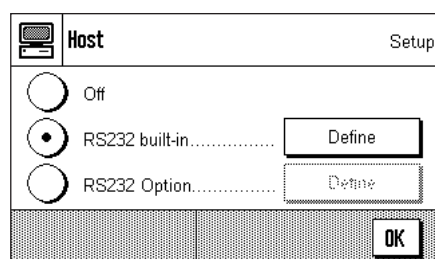 Host Setup
Off
RS232 built-in................ Define
RS232 Option................ Define
OK